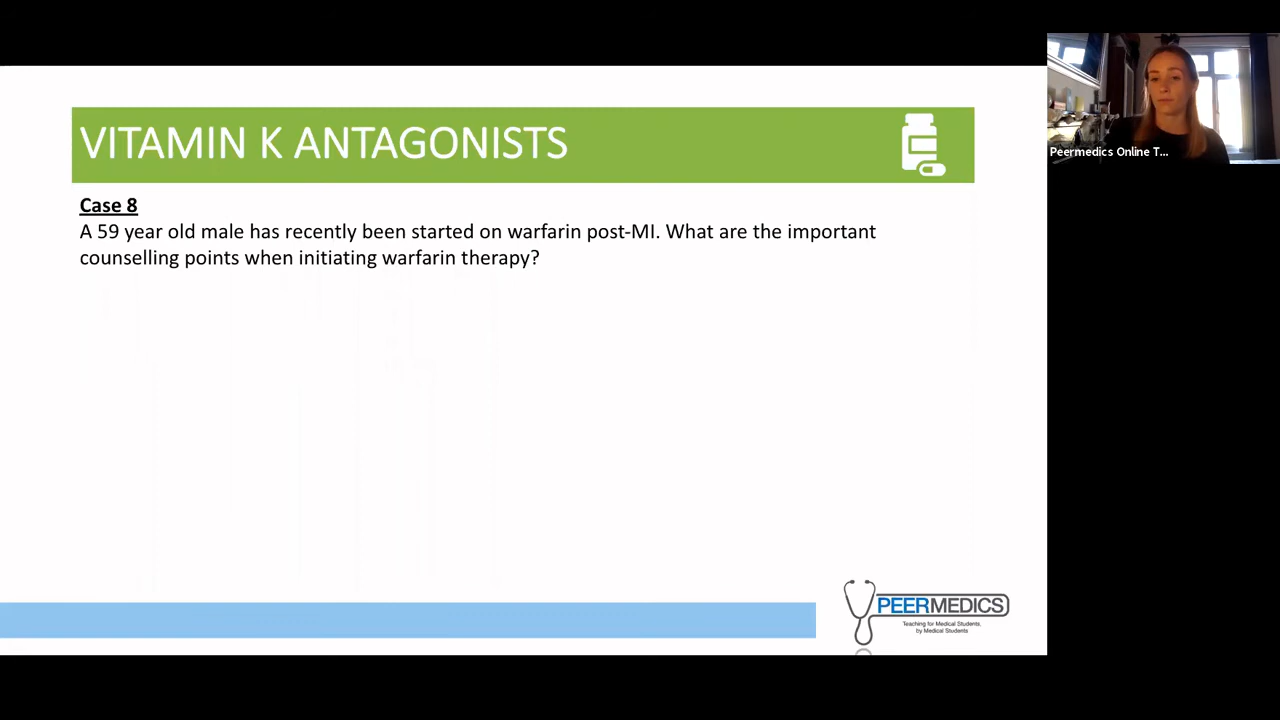 VITAMIN K ANTAGONISTS
Case 8
A 59 year old male has recently been started on warfarin post-MI. What are the important
counselling points when initiating warfarin therapy?
Peermedics Online T...
PEERMEDICS
Teaching for Medical Students,
by Medical Students